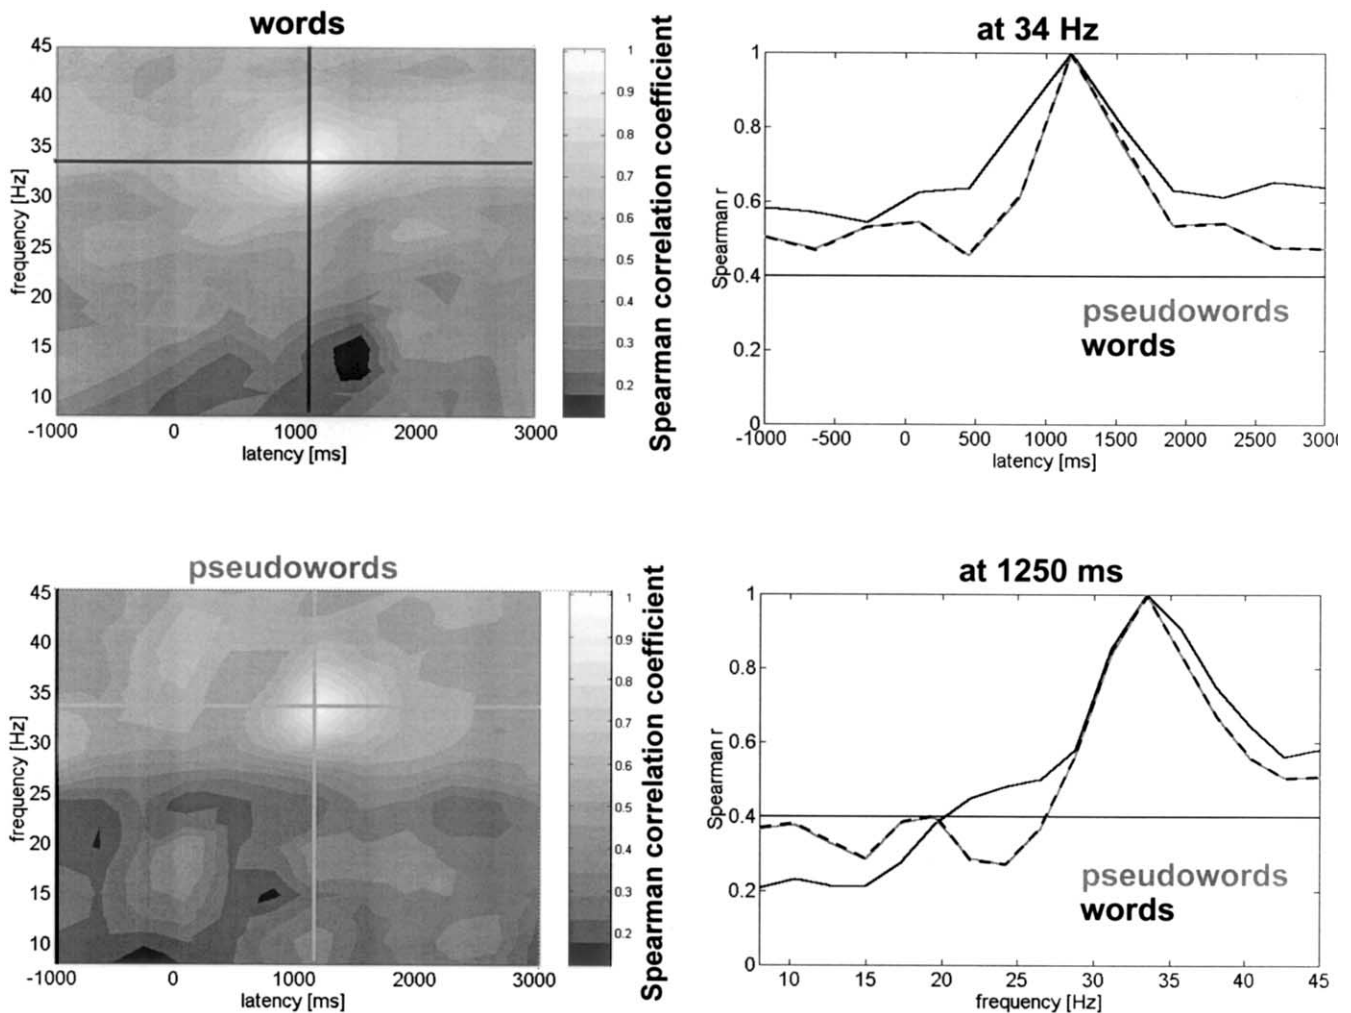 words
45
40
35
30
25
20
15
10
frequency [Hz]
-1000 0 1000 2000 3000
latency [ms]
1
0.9
0.8
0.7
0.6
0.5
0.4
0.3
0.2
Spearman correlation coefficient
at 34 Hz
1
0.8
0.6
0.4
0.2
0
Spearman r
pseudowords
words
-1000 -500 0 500 1000 1500 2000 2500 3000
latency [ms]
pseudowords
45
40
35
30
25
20
15
10
frequency [Hz]
-1000 0 1000 2000 3000
latency [ms]
1
0.9
0.8
0.7
0.6
0.5
0.4
0.3
0.2
Spearman correlation coefficient
at 1250 ms
1
0.8
0.6
0.4
0.2
0
Spearman r
pseudowords
words
10 15 20 25 30 35 40 45
frequency [Hz]